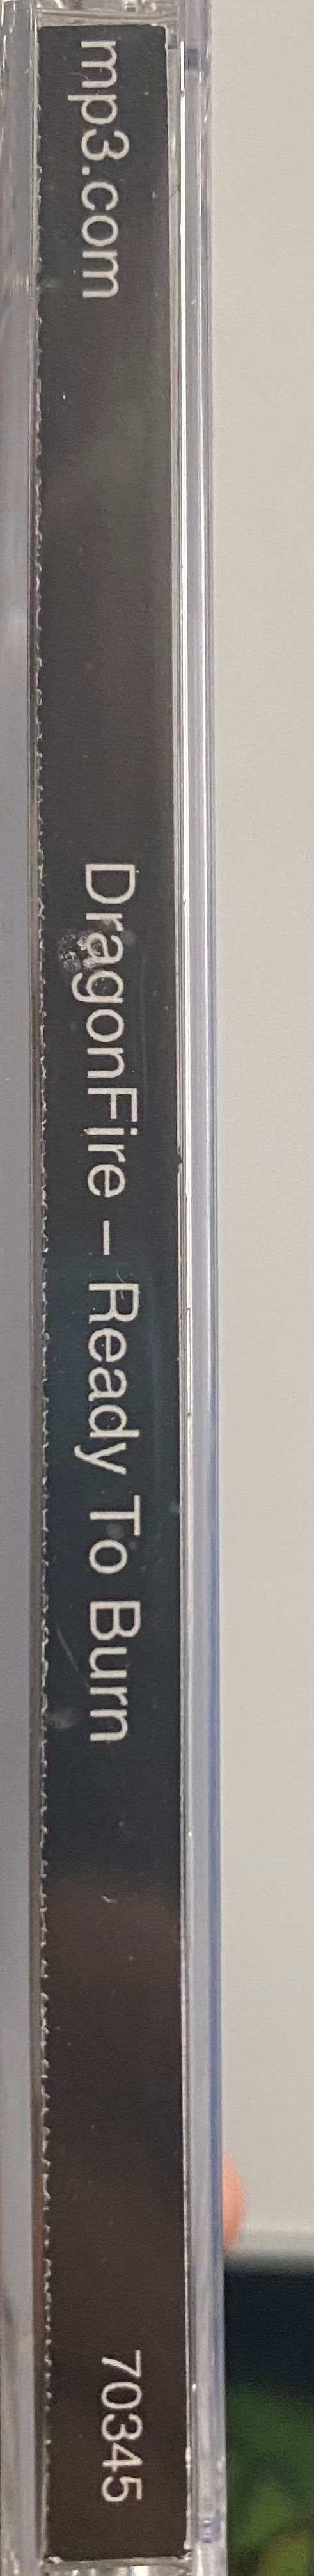 mp3.com
DragonFire – Ready To Burn
70345